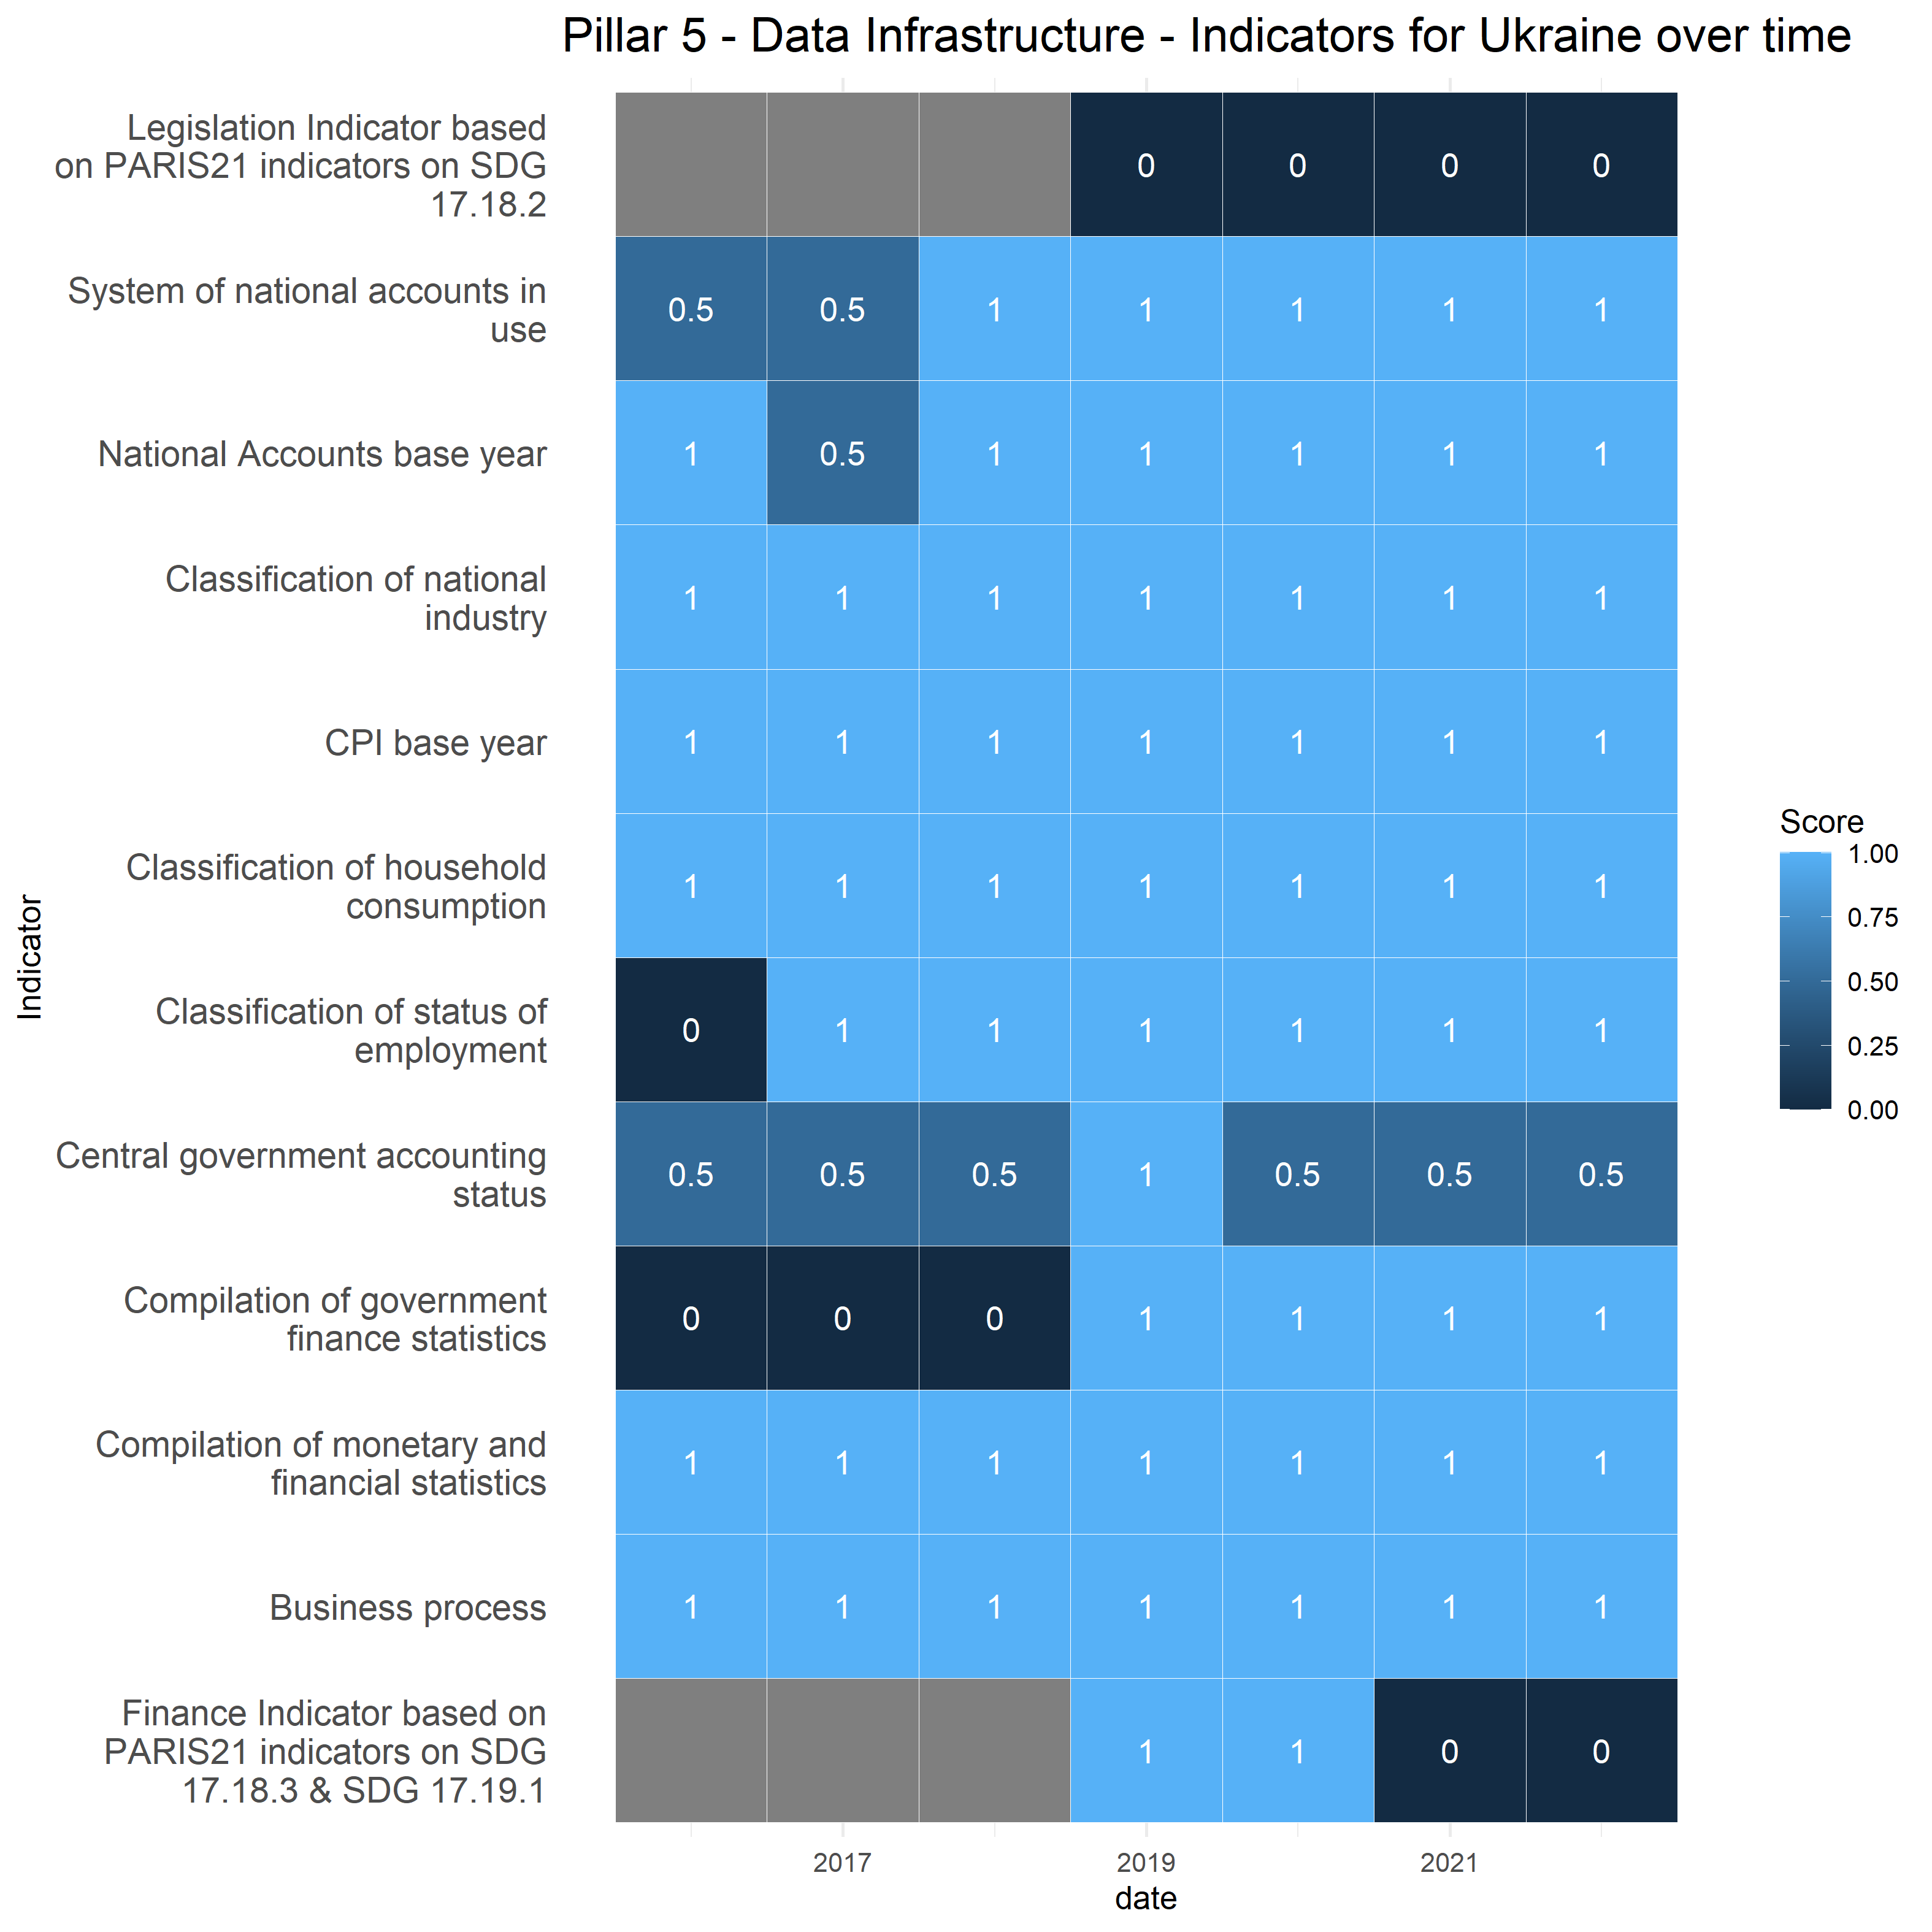 Pillar 5 - Data Infrastructure - Indicators for Ukraine over time
Legislation Indicator based
on PARIS21 indicators on SDG
17.18.2
0 0 0 0
System of national accounts in
use
0.5 0.5 1 1 1 1 1
National Accounts base year
1 0.5 1 1 1 1 1
Classification of national
industry
1 1 1 1 1 1 1
CPI base year
1 1 1 1 1 1 1
Classification of household
consumption
1 1 1 1 1 1 1
Classification of status of
employment
0 1 1 1 1 1 1
Central government accounting
status
0.5 0.5 0.5 1 0.5 0.5 0.5
Compilation of government
finance statistics
0 0 0 1 1 1 1
Compilation of monetary and
financial statistics
1 1 1 1 1 1 1
Business process
1 1 1 1 1 1 1
Finance Indicator based on
PARIS21 indicators on SDG
17.18.3 & SDG 17.19.1
1 1 0 0
2017 2019 2021
date
Indicator
Score
1.00
0.75
0.50
0.25
0.00